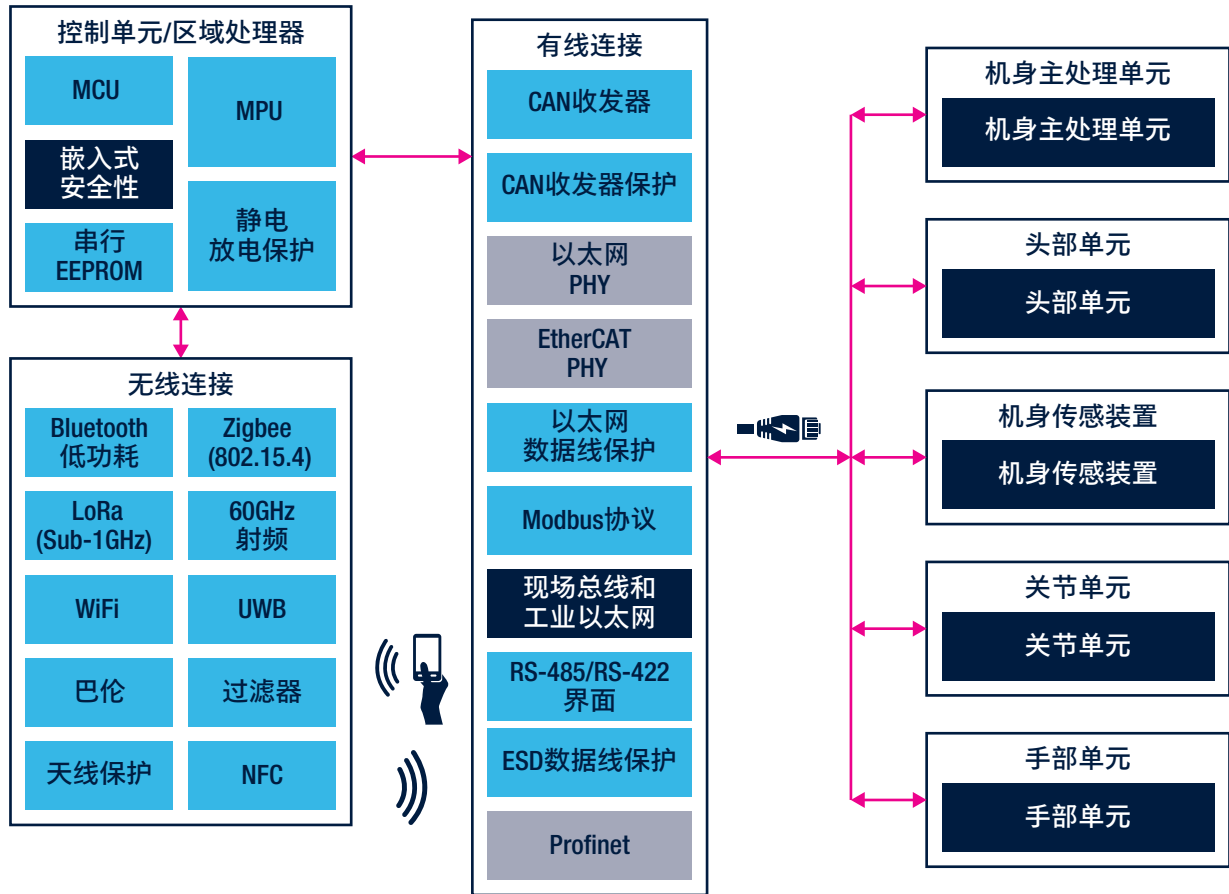 控制单元/区域处理器
MCU
MPU
嵌入式
安全性
静电
放电保护
串行
EEPROM
无线连接
Bluetooth
低功耗
Zigbee
(802.15.4)
LoRa
(Sub-1GHz)
60GHz
射频
WiFi
UWB
巴伦
过滤器
天线保护
NFC
有线连接
CAN收发器
CAN收发器保护
以太网
PHY
EtherCAT
PHY
以太网
数据线保护
Modbus协议
现场总线和
工业以太网
RS-485/RS-422
界面
ESD数据线保护
Profinet
机身主处理单元
机身主处理单元
头部单元
头部单元
机身传感装置
机身传感装置
关节单元
关节单元
手部单元
手部单元